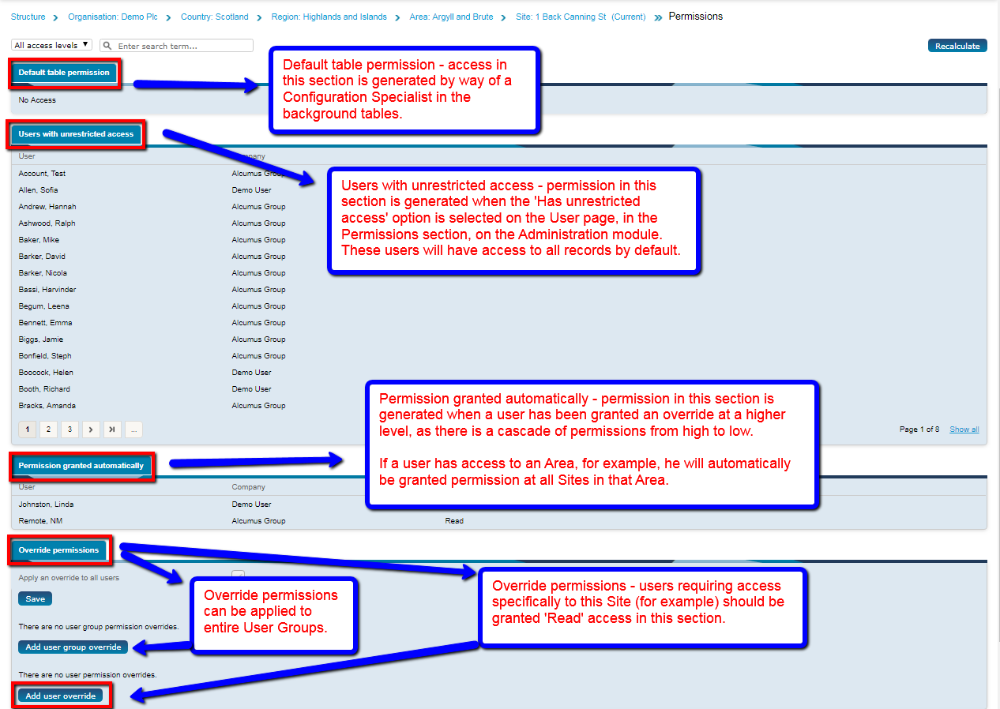 Structure > Organisation: Demo Plc > Country: Scotland > Region: Highlands and Islands > Area: Argyll and Brute > Site: 1 Back Canning St (Current) » Permissions
All access levels ▼ Enter search term... Recalculate
Default table permission
Default table permission - access in
this section is generated by way of a
Configuration Specialist in the
background tables.
No Access
Users with unrestricted access
User
Account, Test Alcumus Group
Allen, Sofia Demo User
Andrew, Hannah Alcumus Group
Ashwood, Ralph Alcumus Group
Baker, Mike Alcumus Group
Barker, David Alcumus Group
Barker, Nicola Alcumus Group
Bassi, Harvinder Alcumus Group
Begum, Leena Alcumus Group
Bennett, Emma Alcumus Group
Biggs, Jamie Alcumus Group
Bonfield, Steph Alcumus Group
Boocock, Helen Demo User
Booth, Richard Demo User
Bracks, Amanda Alcumus Group
Users with unrestricted access - permission in this
section is generated when the 'Has unrestricted
access' option is selected on the User page, in the
Permissions section, on the Administration module.
These users will have access to all records by default.
1 2 3 > >| ...
Page 1 of 8 Show all
Permission granted automatically
Permission granted automatically - permission in this section is
generated when a user has been granted an override at a higher
level, as there is a cascade of permissions from high to low.
If a user has access to an Area, for example, he will automatically
be granted permission at all Sites in that Area.
User Company
Johnston, Linda Demo User
Remote, NM Alcumus Group Read
Override permissions
Apply an override to all users
Save
There are no user group permission overrides.
Add user group override
Override permissions
can be applied to
entire User Groups.
Override permissions - users requiring access
specifically to this Site (for example) should be
granted 'Read' access in this section.
There are no user permission overrides.
Add user override